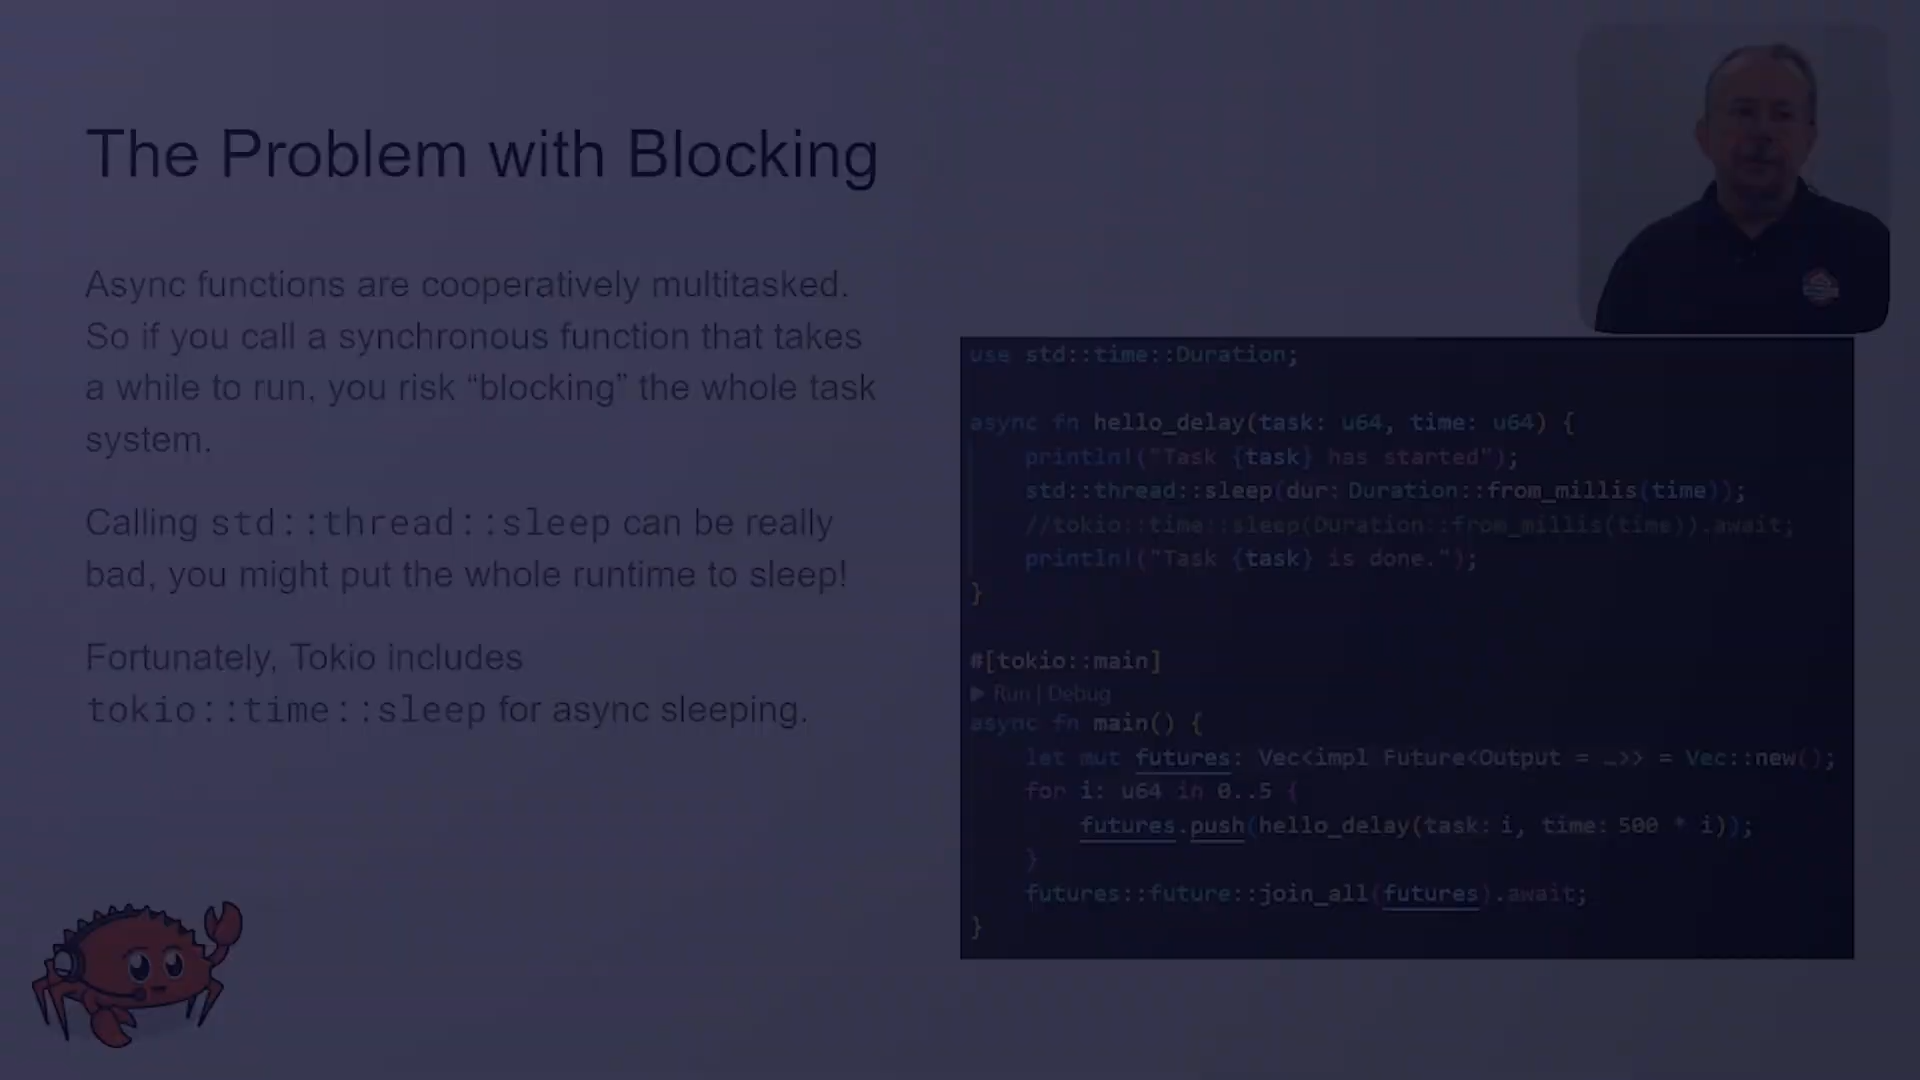 The Problem with Blocking
Async functions are cooperatively multitasked.
So if you call a synchronous function that takes
a while to run, you risk “blocking” the whole task
system.
Calling std::thread::sleep can be really
bad, you might put the whole runtime to sleep!
Fortunately, Tokio includes
tokio::time::sleep for async sleeping.
use std::time::Duration;
async fn hello_delay(task: u64, time: u64) {
println!("Task {task} has started");
std::thread::sleep(dur: Duration::from_millis(time));
//tokio::time::sleep(Duration::from_millis(time)).await;
println!("Task {task} is done.");
}
#[tokio::main]
▶ Run | Debug
async fn main() {
let mut futures: Vec<impl Future<Output = …>> = Vec::new();
for i: u64 in 0..5 {
futures.push(hello_delay(task: i, time: 500 * i));
}
futures::future::join_all(futures).await;
}